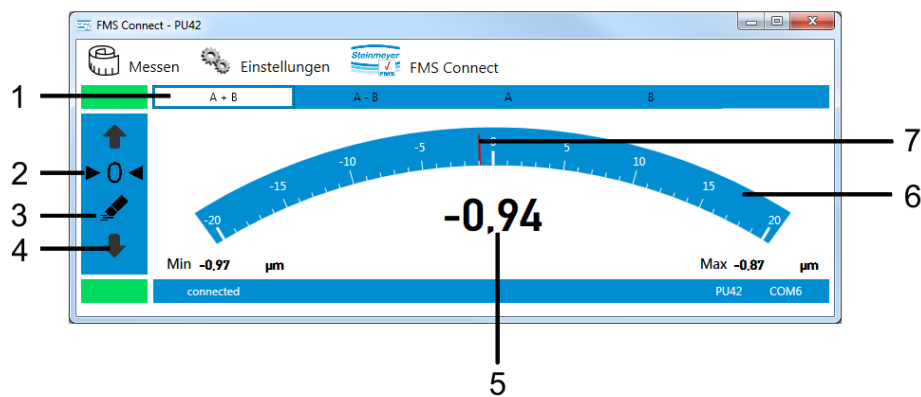 FMS Connect - PU42
Messen Einstellungen Steinmeyer FMS FMS Connect
1 A + B A - B A B
-20 -15 -10 -5 0 5 10 15 20
7
2 0
6
3
4
-0,94
Min -0,97 µm Max -0,87 µm
connected PU42 COM6
5